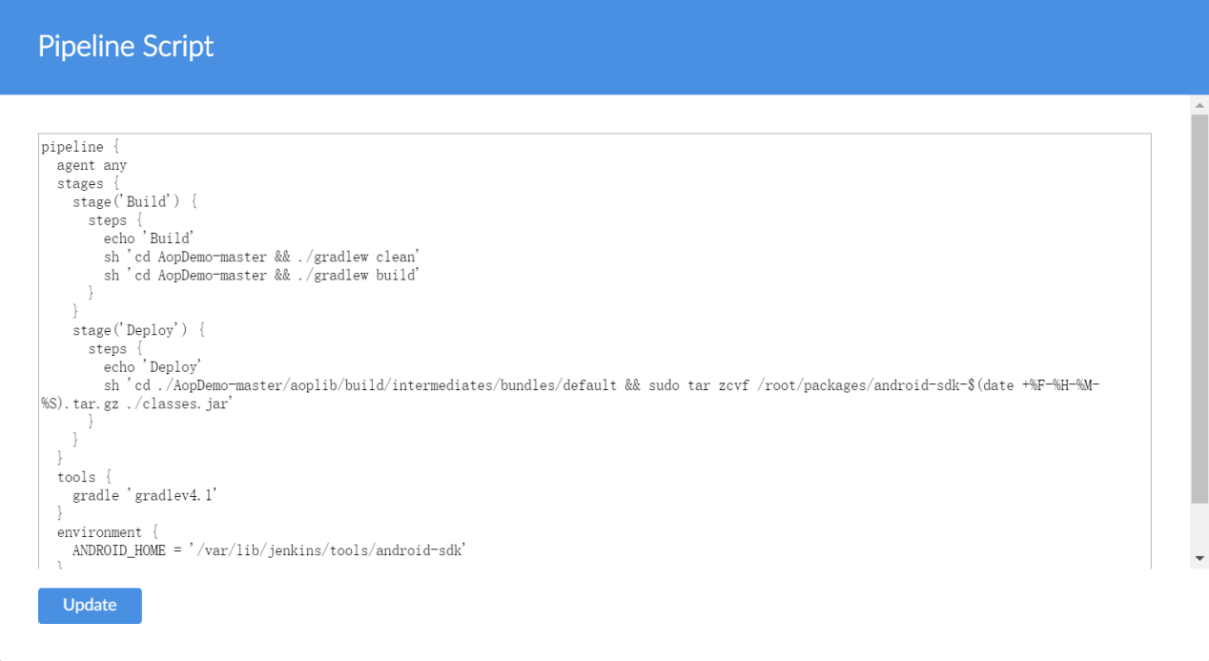 Pipeline Script
pipeline {
  agent any
  stages {
    stage('Build') {
      steps {
        echo 'Build'
        sh 'cd AopDemo-master && ./gradlew clean'
        sh 'cd AopDemo-master && ./gradlew build'
      }
    }
    stage('Deploy') {
      steps {
        echo 'Deploy'
        sh 'cd ./AopDemo-master/aoplib/build/intermediates/bundles/default && sudo tar zcvf /root/packages/android-sdk-$(date +%F-%H-%M-
%S).tar.gz ./classes.jar'
      }
    }
  }
  tools {
    gradle 'gradlev4.1'
  }
  environment {
    ANDROID_HOME = '/var/lib/jenkins/tools/android-sdk'
  }
Update